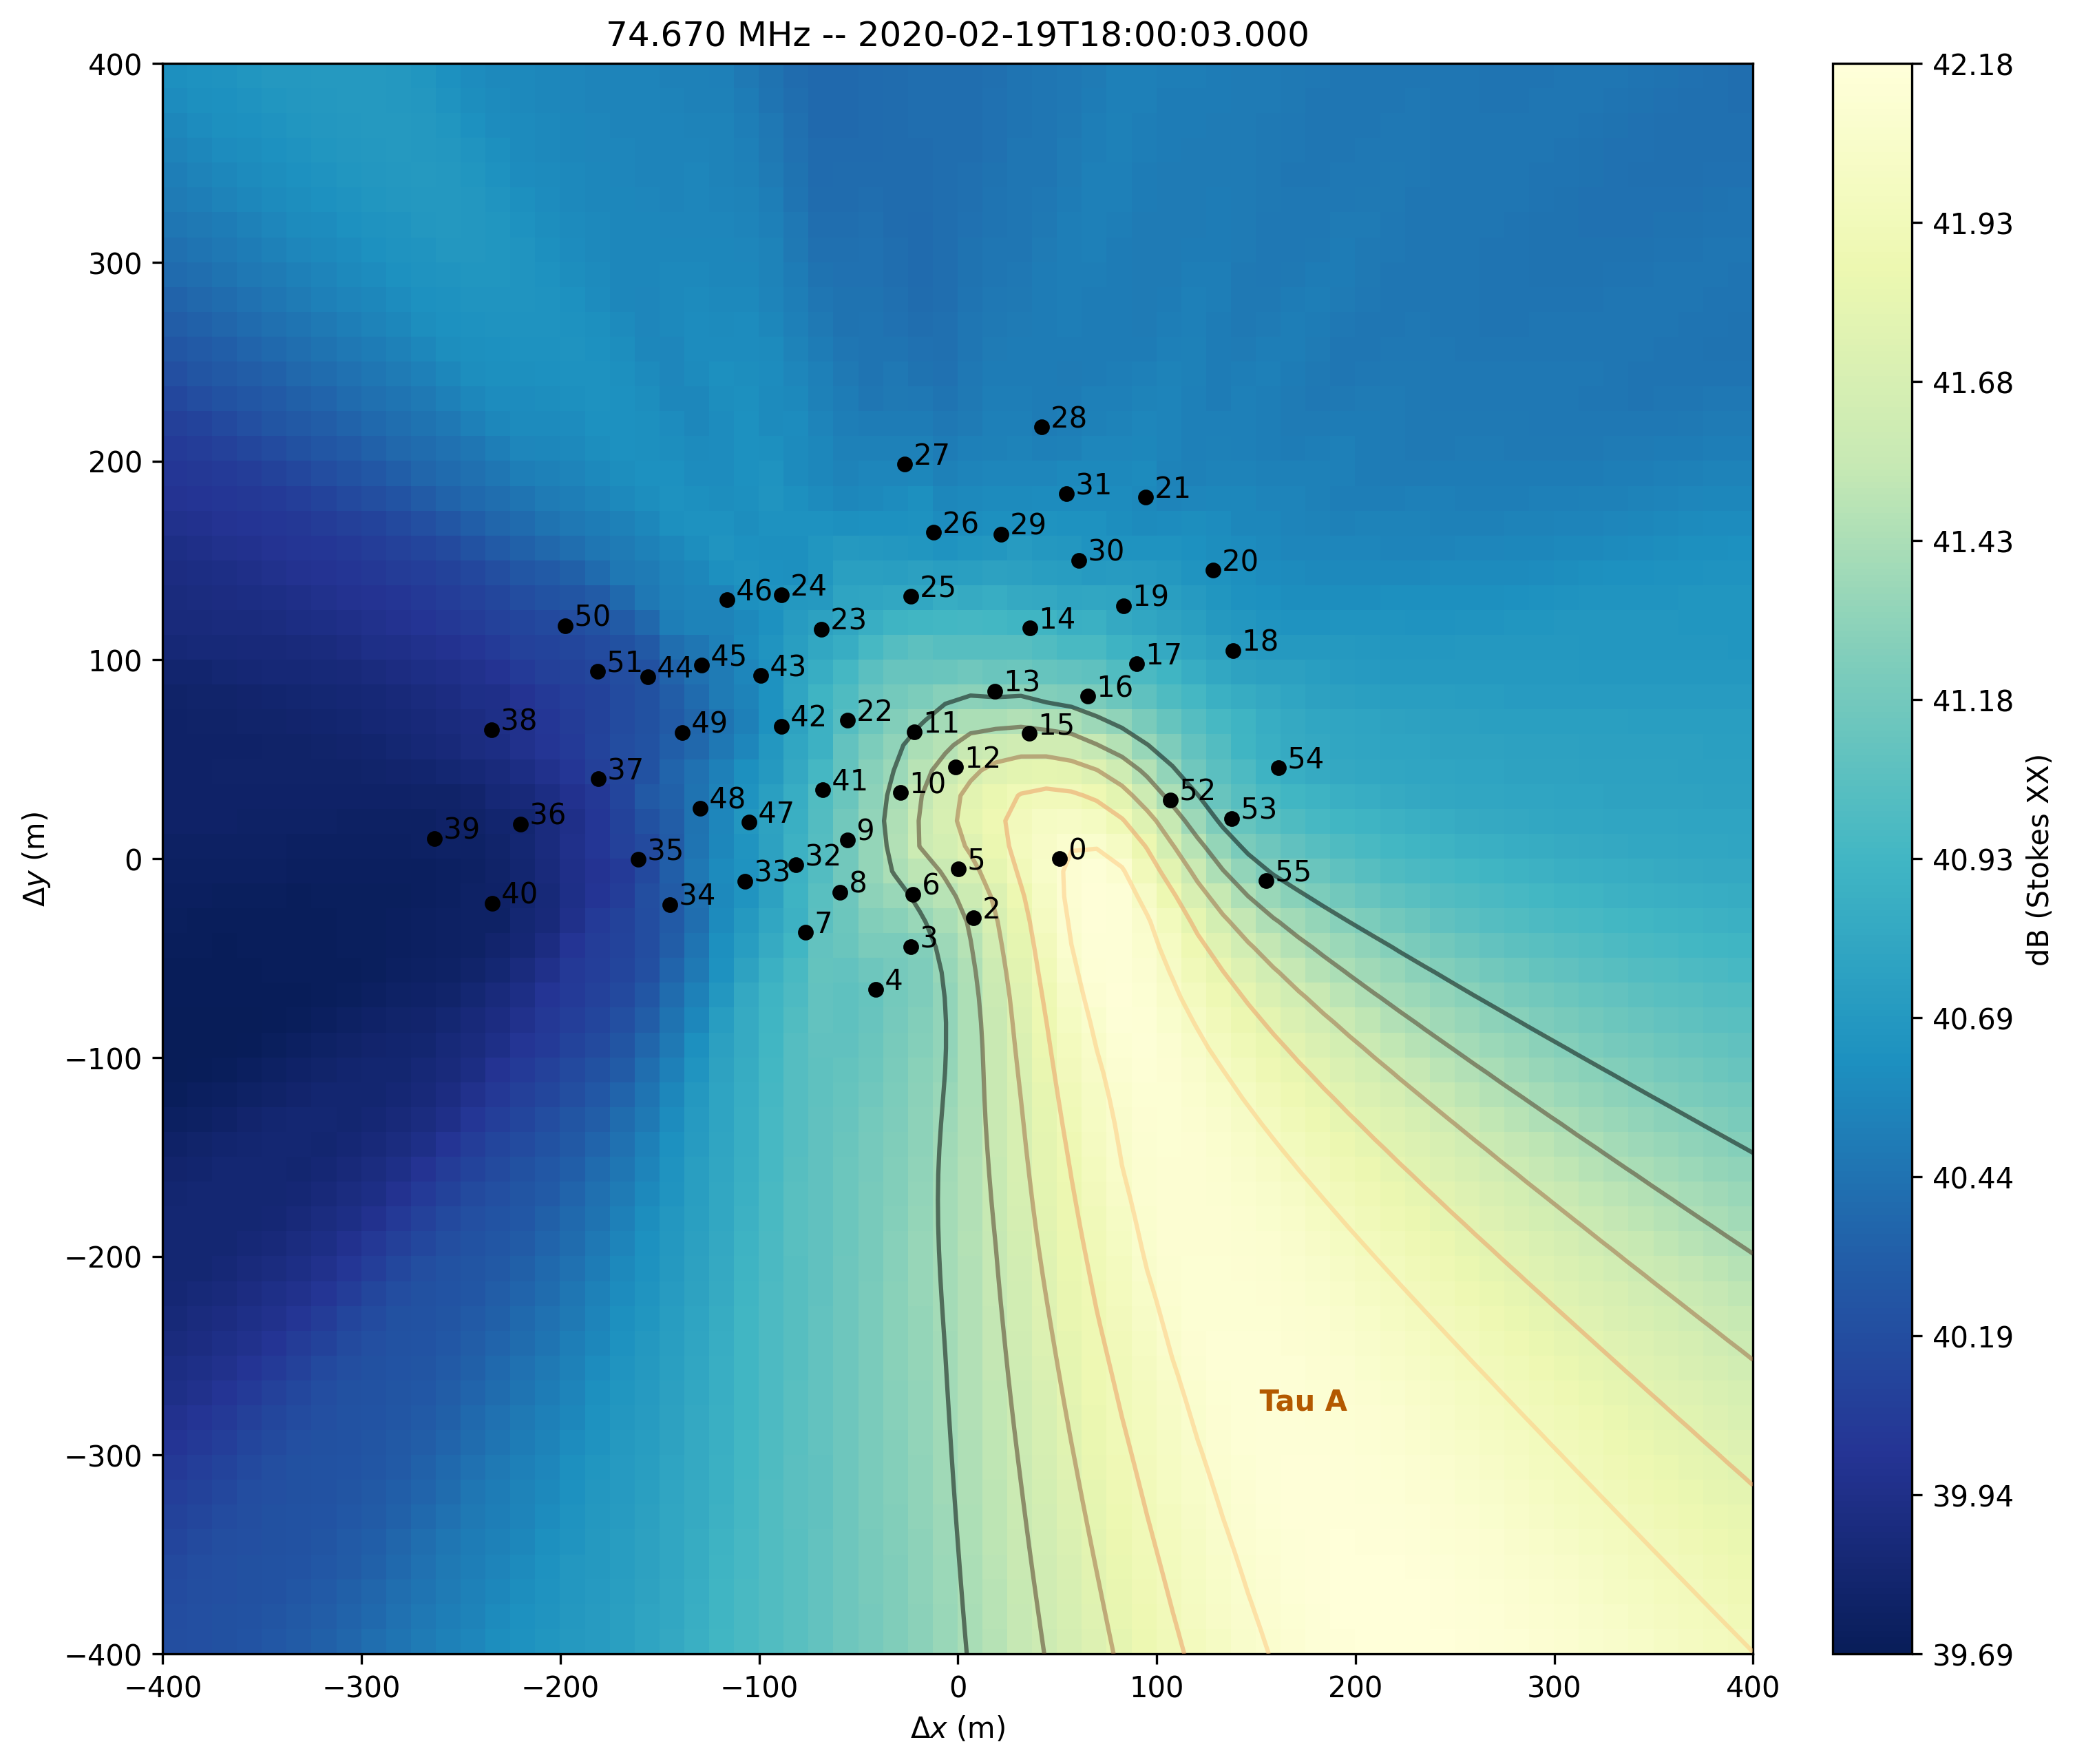 74.670 MHz -- 2020-02-19T18:00:03.000
400
300
200
100
0
−100
−200
−300
−400
Δy (m)
−400 −300 −200 −100 0 100 200 300 400
Δx (m)
28
27
31 21
26 29
30
20
46 24 25
19
50 23 14
18
51 44 45 43 17
13 16
38 49 42 22 11 15
12 54
37 41 10
48 52
39 36 47 9 53
35 32 5 0
33 8 6 55
40 34 2
7 3
4
Tau A
42.18
41.93
41.68
41.43
41.18
40.93
40.69
40.44
40.19
39.94
39.69
dB (Stokes XX)